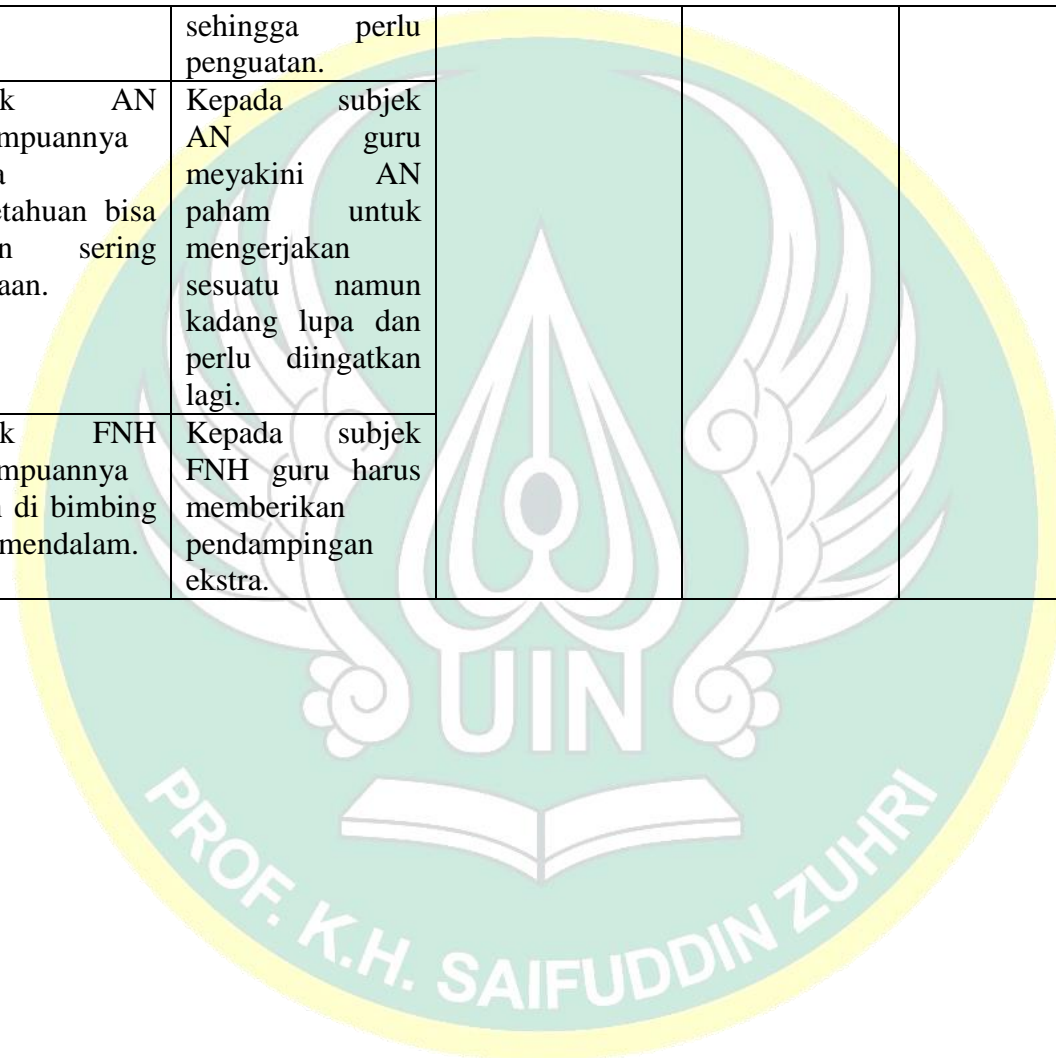 sehingga perlu
penguatan.
k AN
mpuannya
a
etahuan bisa
n sering
aan.
Kepada subjek
AN guru
meyakini AN
paham untuk
mengerjakan
sesuatu namun
kadang lupa dan
perlu diingatkan
lagi.
k FNH
mpuannya
di bimbing
mendalam.
Kepada subjek
FNH guru harus
memberikan
pendampingan
ekstra.
UIN
PROF. K.H. SAIFUDDIN ZUHRI